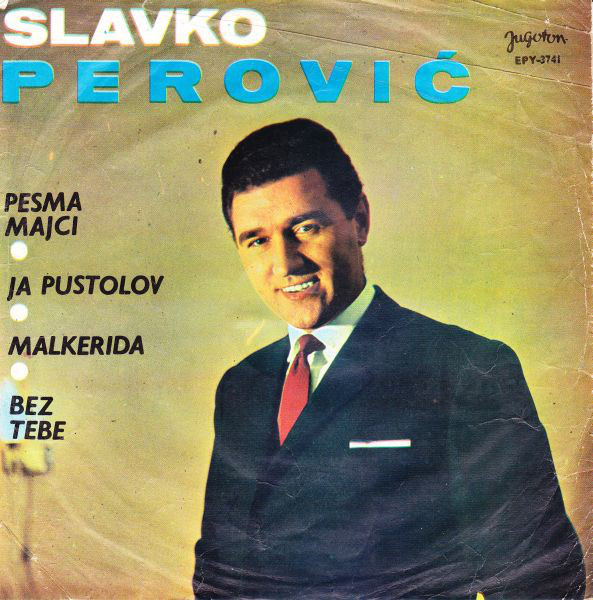 SLAVKO
PEROVIĆ
Jugoton
EPY-3741
PESMA
MAJCI
JA PUSTOLOV
MALKERIDA
BEZ
TEBE